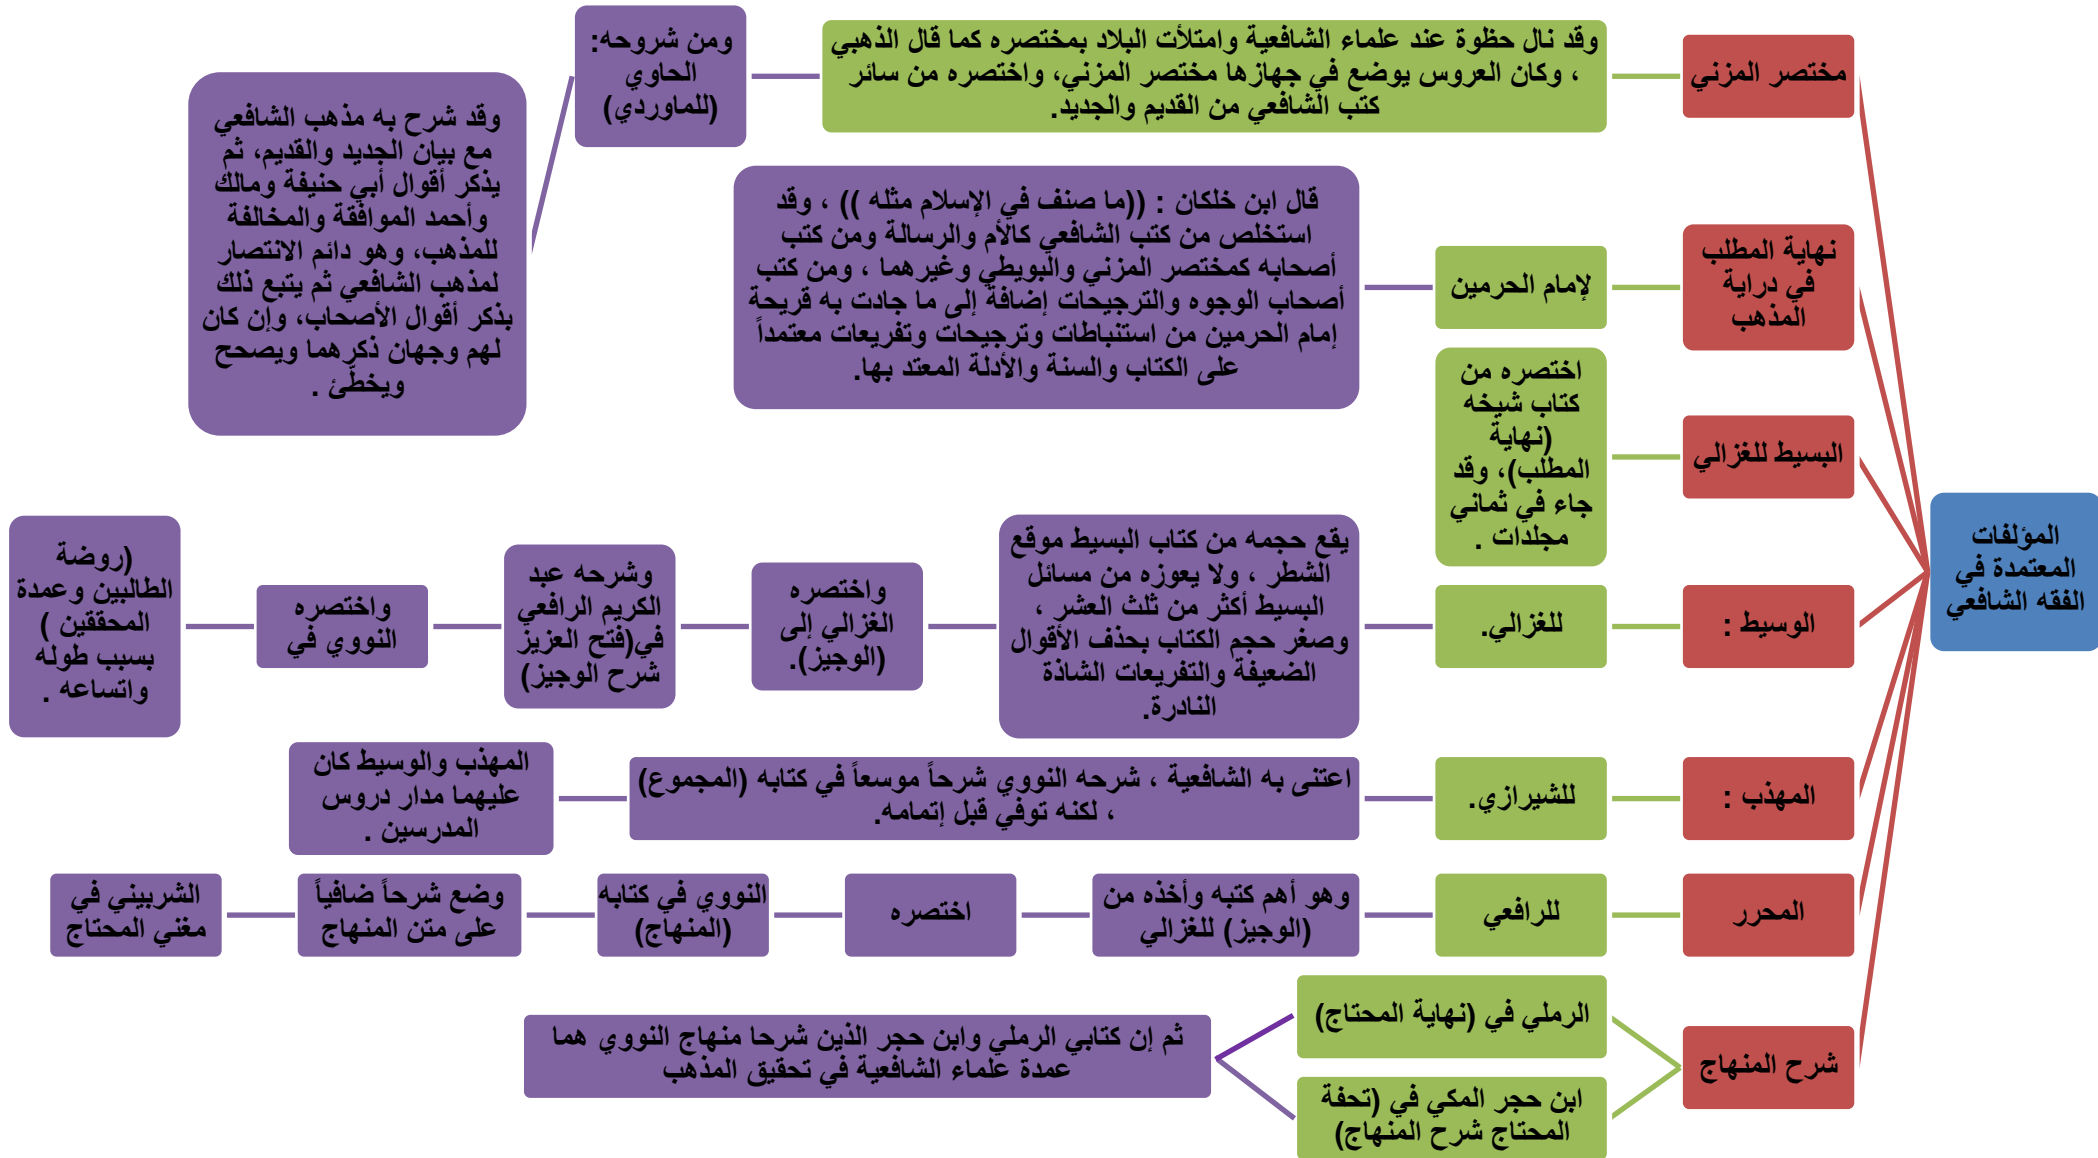 المؤلفات
المعتمدة في
الفقه الشافعي
مختصر المزني
وقد نال حظوة عند علماء الشافعية وامتلأت البلاد بمختصره كما قال الذهبي
، وكان العروس يوضع في جهازها مختصر المزني، واختصره من سائر
كتب الشافعي من القديم والجديد.
ومن شروحه:
الحاوي
(للماوردي)
وقد شرح به مذهب الشافعي
مع بيان الجديد والقديم، ثم
يذكر أقوال أبي حنيفة ومالك
وأحمد الموافقة والمخالفة
للمذهب، وهو دائم الانتصار
لمذهب الشافعي ثم يتبع ذلك
بذكر أقوال الأصحاب، وإن كان
لهم وجهان ذكرهما ويصحح
ويخطّئ .
نهاية المطلب
في دراية
المذهب
لإمام الحرمين
قال ابن خلكان : ((ما صنف في الإسلام مثله )) ، وقد
استخلص من كتب الشافعي كالأم والرسالة ومن كتب
أصحابه كمختصر المزني والبويطي وغيرهما ، ومن كتب
أصحاب الوجوه والترجيحات إضافة إلى ما جادت به قريحة
إمام الحرمين من استنباطات وترجيحات وتفريعات معتمداً
على الكتاب والسنة والأدلة المعتد بها.
البسيط للغزالي
اختصره من
كتاب شيخه
(نهاية
المطلب)، وقد
جاء في ثماني
مجلدات .
الوسيط :
للغزالي.
يقع حجمه من كتاب البسيط موقع
الشطر ، ولا يعوزه من مسائل
البسيط أكثر من ثلث العشر ،
وصغر حجم الكتاب بحذف الأقوال
الضعيفة والتفريعات الشاذة
النادرة.
واختصره
الغزالي إلى
(الوجيز).
وشرحه عبد
الكريم الرافعي
في(فتح العزيز
شرح الوجيز)
واختصره
النووي في
(روضة
الطالبين وعمدة
المحققين )
بسبب طوله
واتساعه .
المهذب :
للشيرازي.
اعتنى به الشافعية ، شرحه النووي شرحاً موسعاً في كتابه (المجموع)
، لكنه توفي قبل إتمامه.
المهذب والوسيط كان
عليهما مدار دروس
المدرسين .
المحرر
للرافعي
وهو أهم كتبه وأخذه من
(الوجيز) للغزالي
اختصره
النووي في كتابه
(المنهاج)
وضع شرحاً ضافياً
على متن المنهاج
الشربيني في
مغني المحتاج
شرح المنهاج
الرملي في (نهاية المحتاج)
ابن حجر المكي في (تحفة
المحتاج شرح المنهاج)
ثم إن كتابي الرملي وابن حجر الذين شرحا منهاج النووي هما
عمدة علماء الشافعية في تحقيق المذهب